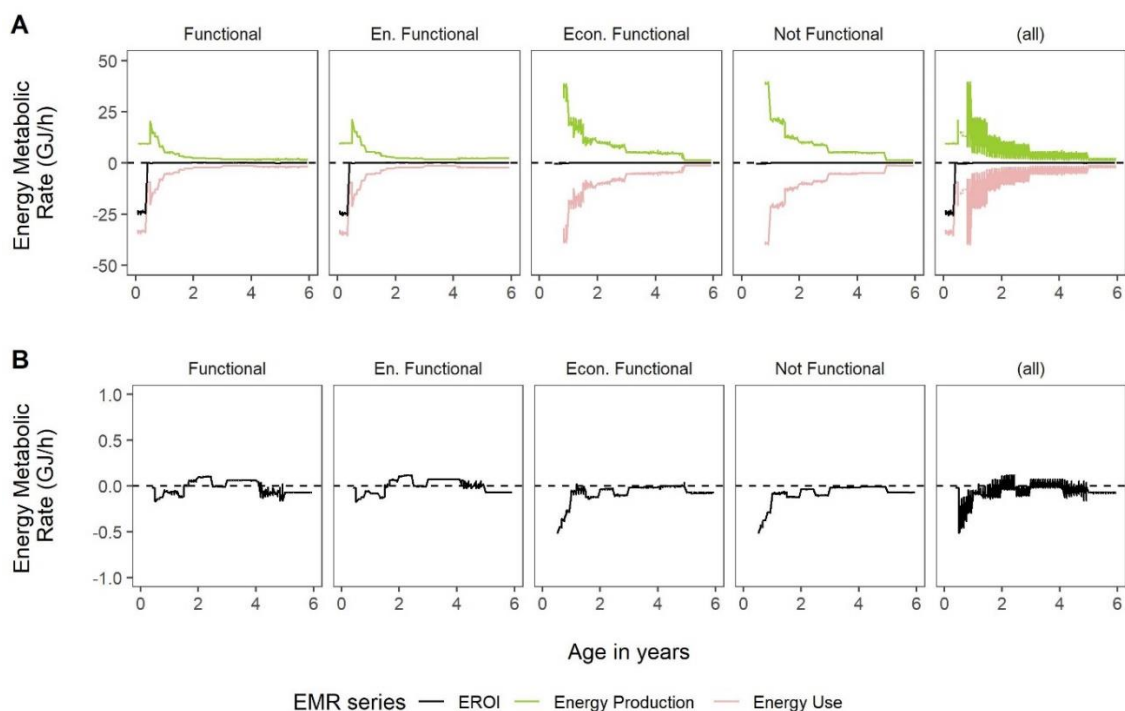 A
Functional
En. Functional
Econ. Functional
Not Functional
(all)
Energy Metabolic
Rate (GJ/h)
50
25
0
-25
-50
0 2 4 6
0 2 4 6
0 2 4 6
0 2 4 6
0 2 4 6
B
Functional
En. Functional
Econ. Functional
Not Functional
(all)
Energy Metabolic
Rate (GJ/h)
1.0
0.5
0.0
-0.5
-1.0
0 2 4 6
0 2 4 6
0 2 4 6
0 2 4 6
0 2 4 6
Age in years
EMR series EROI Energy Production Energy Use